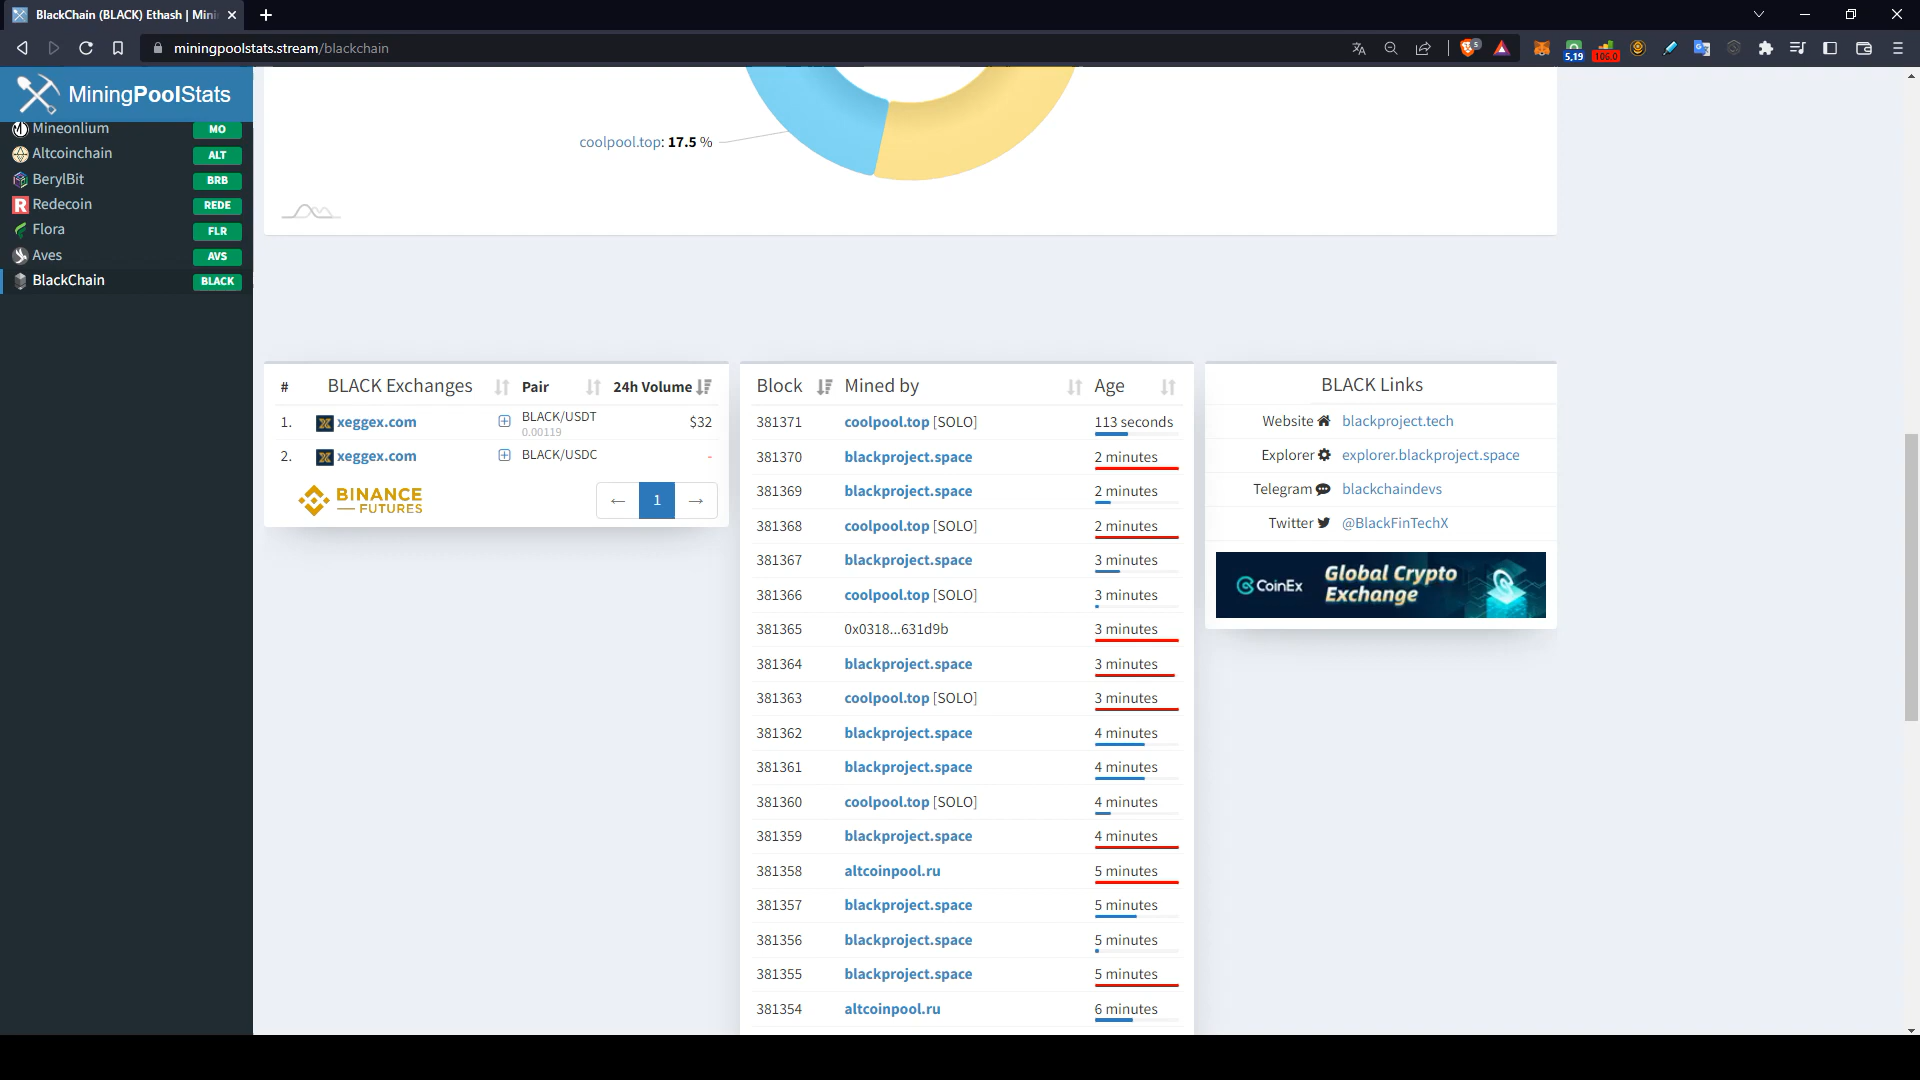 BlackChain (BLACK) Ethash | Mini
miningpoolstats.stream/blackchain
5
5,19
106.0
MiningPoolStats
Mineonlium MO
Altcoinchain ALT
BerylBit BRB
Redecoin REDE
Flora FLR
Aves AVS
BlackChain BLACK
coolpool.top: 17.5 %
# BLACK Exchanges Pair 24h Volume
1. xeggex.com BLACK/USDT $32
0.00119
2. xeggex.com BLACK/USDC -
BINANCE
FUTURES
← 1 →
Block Mined by Age
381371 coolpool.top [SOLO] 113 seconds
381370 blackproject.space 2 minutes
381369 blackproject.space 2 minutes
381368 coolpool.top [SOLO] 2 minutes
381367 blackproject.space 3 minutes
381366 coolpool.top [SOLO] 3 minutes
381365 0x0318...631d9b 3 minutes
381364 blackproject.space 3 minutes
381363 coolpool.top [SOLO] 3 minutes
381362 blackproject.space 4 minutes
381361 blackproject.space 4 minutes
381360 coolpool.top [SOLO] 4 minutes
381359 blackproject.space 4 minutes
381358 altcoinpool.ru 5 minutes
381357 blackproject.space 5 minutes
381356 blackproject.space 5 minutes
381355 blackproject.space 5 minutes
381354 altcoinpool.ru 6 minutes
BLACK Links
Website blackproject.tech
Explorer explorer.blackproject.space
Telegram blackchaindevs
Twitter @BlackFinTechX
CoinEx
Global Crypto
Exchange